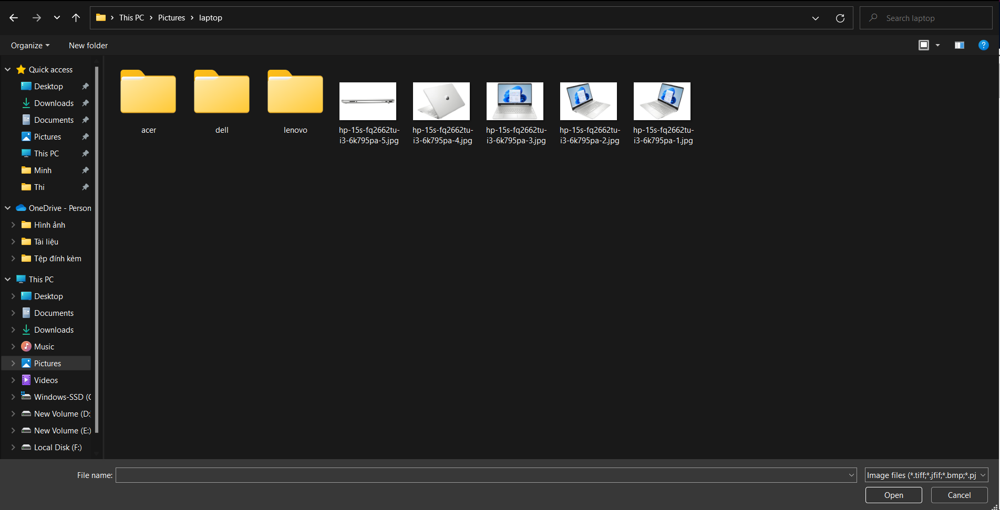 This PC > Pictures > laptop
Search laptop
Organize
New folder
Quick access
Desktop
Downloads
Documents
Pictures
This PC
Minh
Thi
OneDrive - Person
Hình ảnh
Tài liệu
Tệp đính kèm
This PC
Desktop
Documents
Downloads
Music
Pictures
Videos
Windows-SSD (C
New Volume (D:
New Volume (E:)
Local Disk (F:)
acer
dell
lenovo
hp-15s-fq2662tu-
i3-6k795pa-5.jpg
hp-15s-fq2662tu-
i3-6k795pa-4.jpg
hp-15s-fq2662tu-
i3-6k795pa-3.jpg
hp-15s-fq2662tu-
i3-6k795pa-2.jpg
hp-15s-fq2662tu-
i3-6k795pa-1.jpg
File name:
Image files (*.tiff;*.jfif;*.bmp;*.pj
Open
Cancel